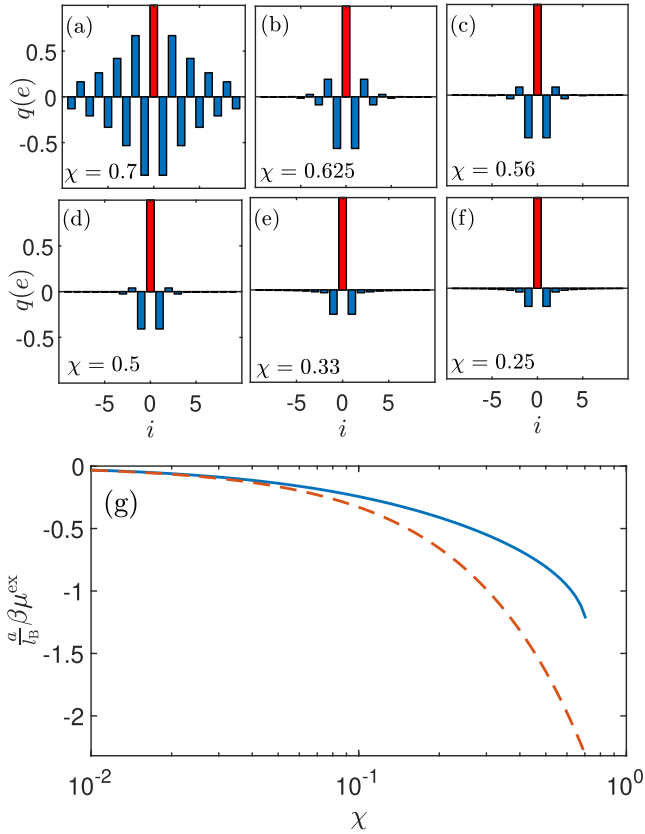 (a) (b) (c)
q(e)
0.5
0
-0.5
χ = 0.7 χ = 0.625 χ = 0.56
(d) (e) (f)
q(e)
0.5
0
-0.5
χ = 0.5 χ = 0.33 χ = 0.25
-5 0 5 -5 0 5 -5 0 5
i i i
(g)
0
-0.5
-1
-1.5
-2
a/l_B βμ^ex
10^-2 10^-1 10^0
χ